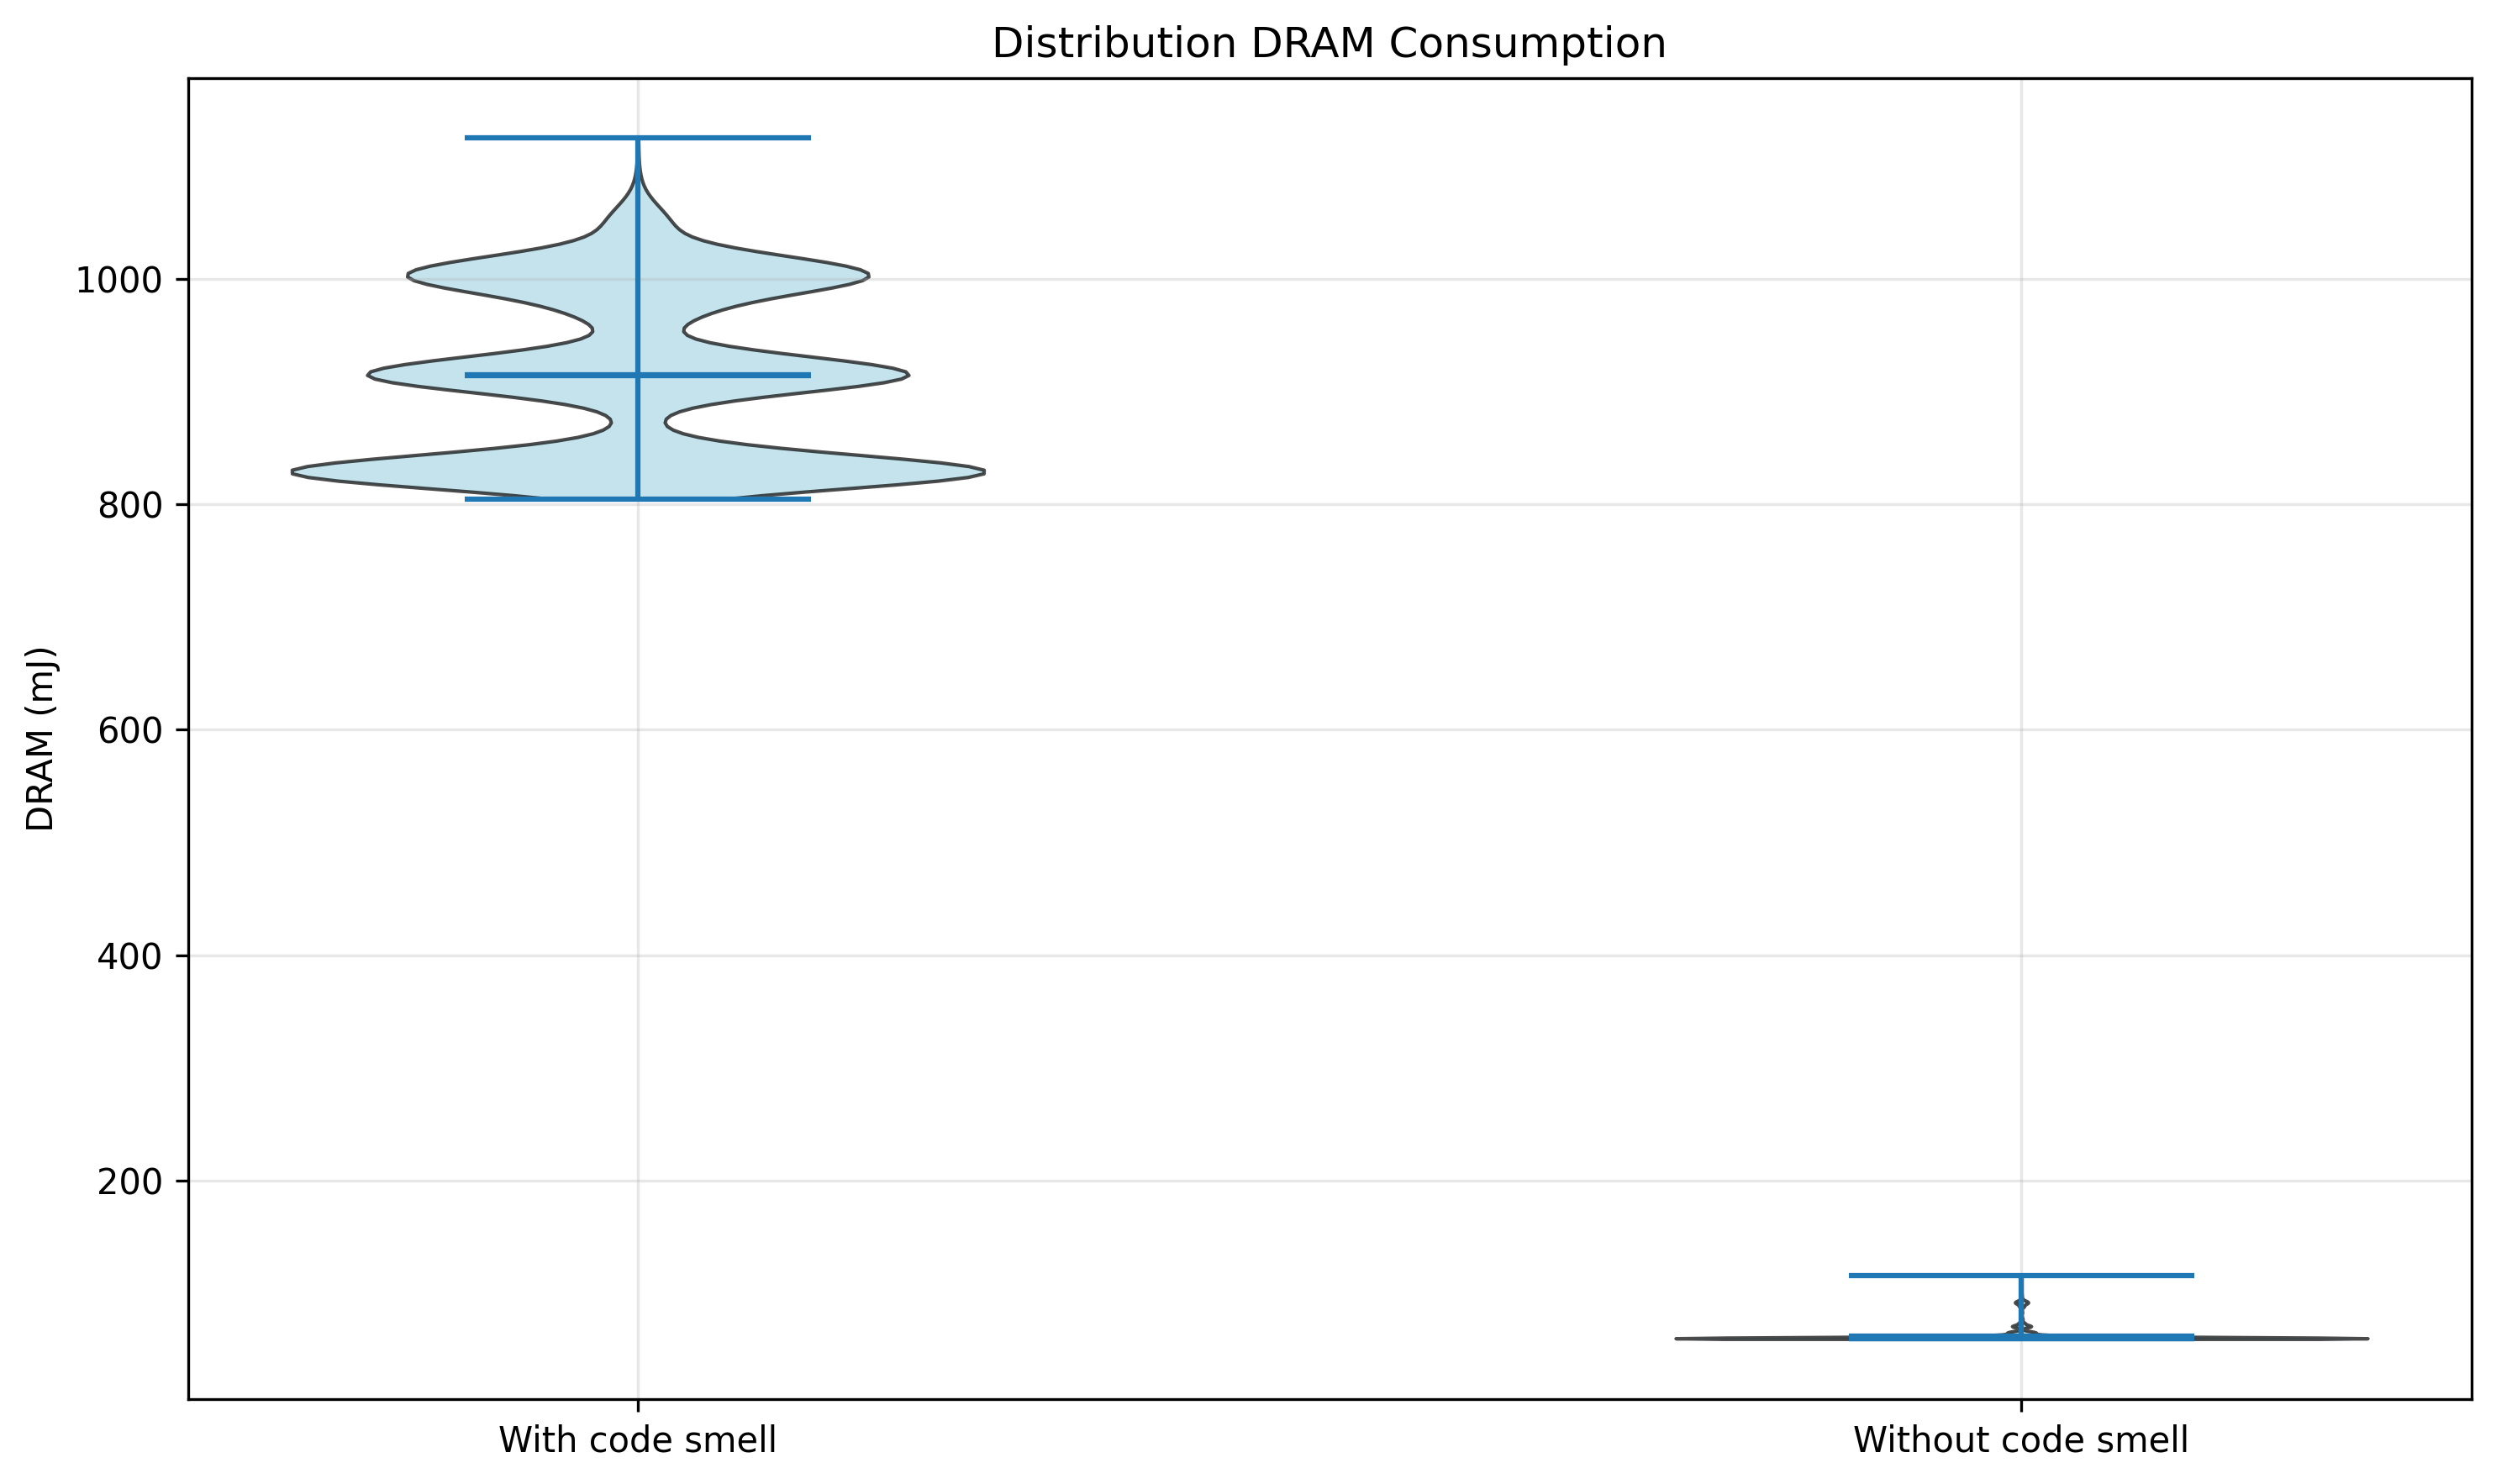 Distribution DRAM Consumption
DRAM (mJ)
1000
800
600
400
200
With code smell
Without code smell